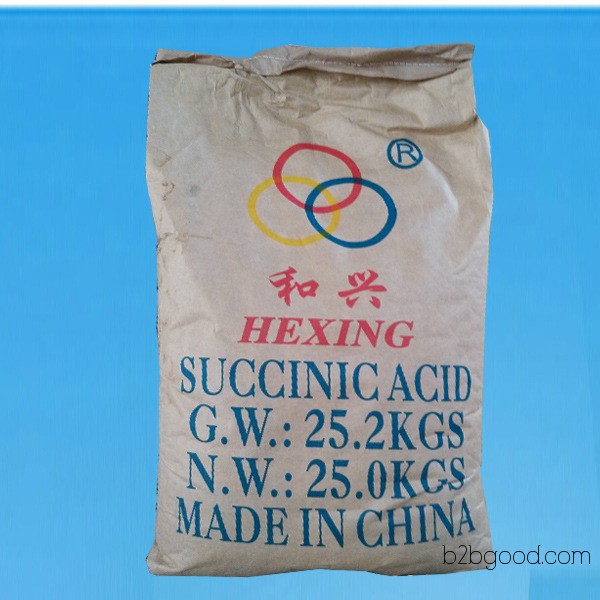 ®
和兴
HEXING
SUCCINIC ACID
G.W.: 25.2KGS
N.W.: 25.0KGS
MADE IN CHINA
b2bgood.com